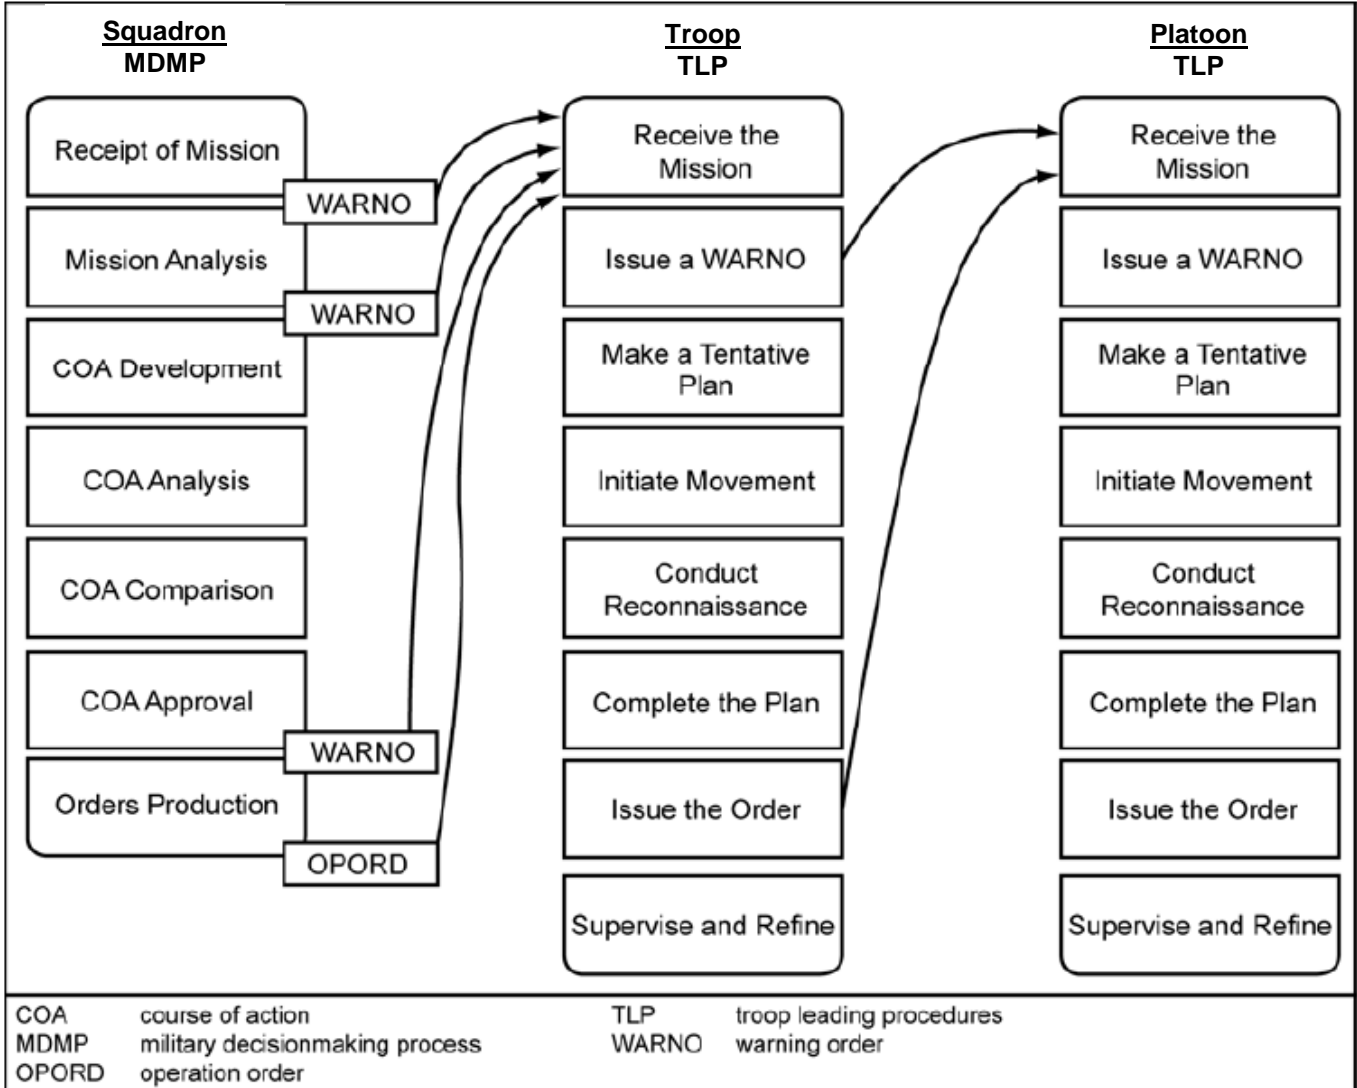 Squadron
MDMP
Troop
TLP
Platoon
TLP
Receipt of Mission
WARNO
Mission Analysis
WARNO
COA Development
COA Analysis
COA Comparison
COA Approval
WARNO
Orders Production
OPORD
Receive the
Mission
Issue a WARNO
Make a Tentative
Plan
Initiate Movement
Conduct
Reconnaissance
Complete the Plan
Issue the Order
Supervise and Refine
Receive the
Mission
Issue a WARNO
Make a Tentative
Plan
Initiate Movement
Conduct
Reconnaissance
Complete the Plan
Issue the Order
Supervise and Refine
COA course of action
MDMP military decisionmaking process
OPORD operation order
TLP troop leading procedures
WARNO warning order